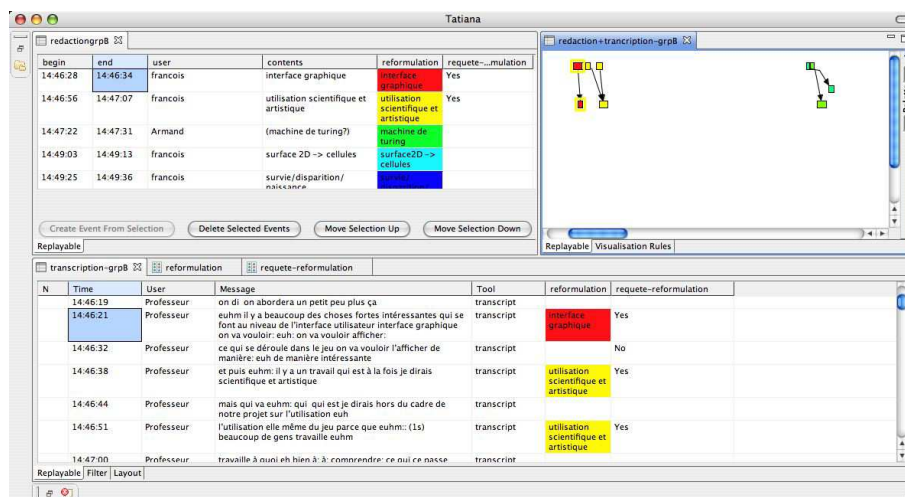 Tatiana
redactiongrpB
begin end user contents reformulation requete-...mulation
14:46:28 14:46:34 francois interface graphique interface graphique Yes
14:46:56 14:47:07 francois utilisation scientifique et artistique utilisation scientifique et artistique Yes
14:47:22 14:47:31 Armand (machine de turing?) machine de turing
14:49:03 14:49:13 francois surface 2D -> cellules surface2D -> cellules
14:49:25 14:49:36 francois survie/disparition/ naissance
Create Event From Selection Delete Selected Events Move Selection Up Move Selection Down
Replayable
redaction+trancription-grpB
Replayable Visualisation Rules
transcription-grpB reformulation requete-reformulation
N Time User Message Tool reformulation requete-reformulation
14:46:19 Professeur on di on abordera un petit peu plus ça transcript
14:46:21 Professeur euhm il y a beaucoup des choses fortes intéressantes qui se transcript interface Yes
font au niveau de l'interface utilisateur interface graphique graphique
on va vouloir: euh: on va vouloir afficher:
14:46:32 Professeur ce qui se déroule dans le jeu on va vouloir l'afficher de transcript No
manière: euh de manière intéressante
14:46:38 Professeur et puis euhm: il y a un travail qui est à la fois je dirais transcript utilisation Yes
scientifique et artistique scientifique et
artistique
14:46:44 Professeur mais qui va euhm: qui qui est je dirais hors du cadre de transcript
notre projet sur l'utilisation euh
14:46:51 Professeur l'utilisation elle même du jeu parce que euhm:: (1s) transcript utilisation Yes
beaucoup de gens travaille euhm scientifique et
artistique
14:47:00 Professeur travaille à quoi eh bien à: à: comprendre: ce qui ce passe transcript
Replayable Filter Layout